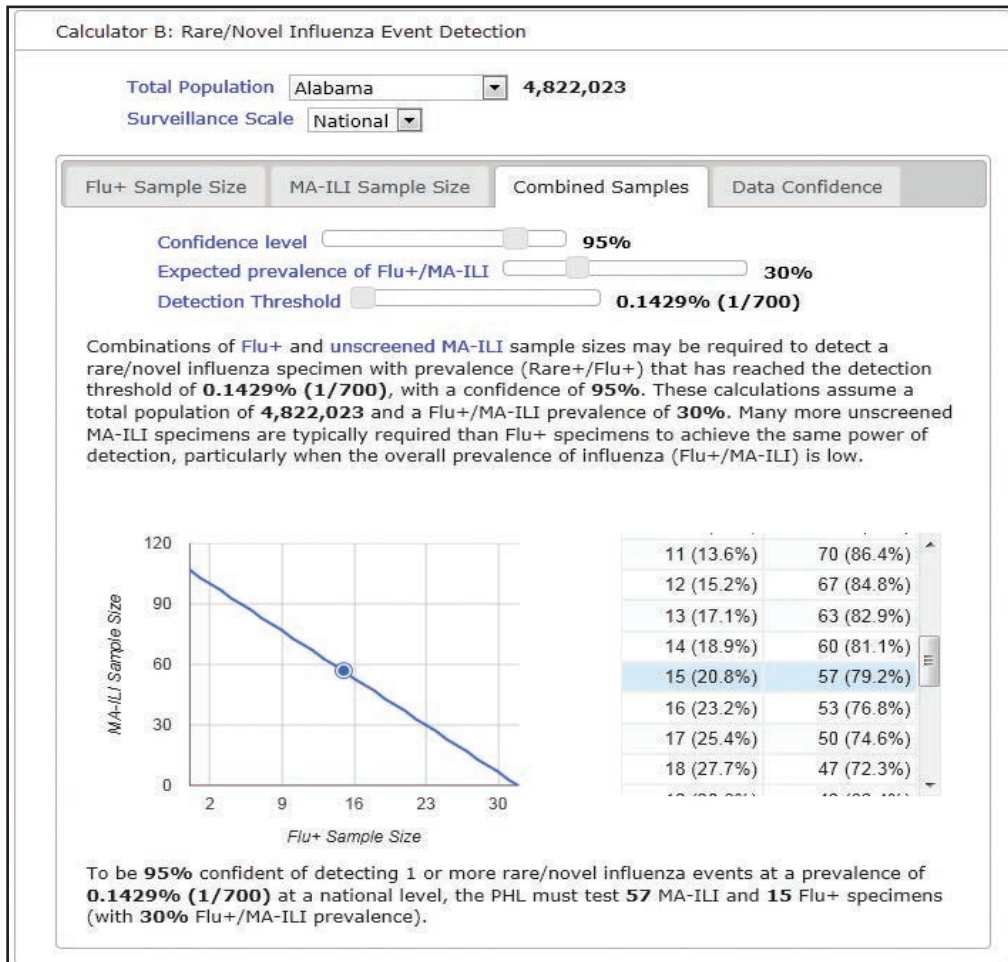 Calculator B: Rare/Novel Influenza Event Detection
Total Population Alabama 4,822,023
Surveillance Scale National
Flu+ Sample Size MA-ILI Sample Size Combined Samples Data Confidence
Confidence level 95%
Expected prevalence of Flu+/MA-ILI 30%
Detection Threshold 0.1429% (1/700)
Combinations of Flu+ and unscreened MA-ILI sample sizes may be required to detect a
rare/novel influenza specimen with prevalence (Rare+/Flu+) that has reached the detection
threshold of 0.1429% (1/700), with a confidence of 95%. These calculations assume a
total population of 4,822,023 and a Flu+/MA-ILI prevalence of 30%. Many more unscreened
MA-ILI specimens are typically required than Flu+ specimens to achieve the same power of
detection, particularly when the overall prevalence of influenza (Flu+/MA-ILI) is low.
120
90
60
30
0
MA-ILI Sample Size
2 9 16 23 30
Flu+ Sample Size
11 (13.6%) 70 (86.4%)
12 (15.2%) 67 (84.8%)
13 (17.1%) 63 (82.9%)
14 (18.9%) 60 (81.1%)
15 (20.8%) 57 (79.2%)
16 (23.2%) 53 (76.8%)
17 (25.4%) 50 (74.6%)
18 (27.7%) 47 (72.3%)
To be 95% confident of detecting 1 or more rare/novel influenza events at a prevalence of
0.1429% (1/700) at a national level, the PHL must test 57 MA-ILI and 15 Flu+ specimens
(with 30% Flu+/MA-ILI prevalence).